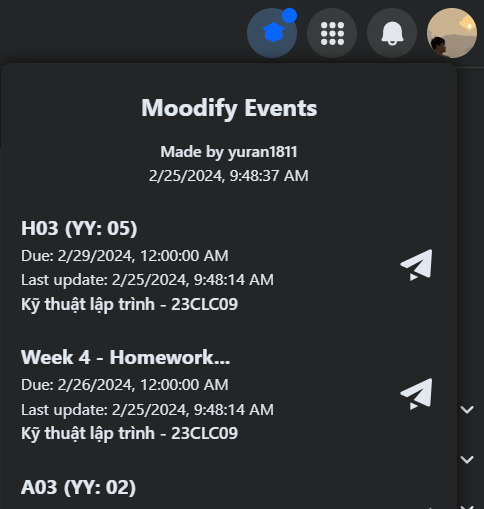 Moodify Events
Made by yuran1811
2/25/2024, 9:48:37 AM
H03 (YY: 05)
Due: 2/29/2024, 12:00:00 AM
Last update: 2/25/2024, 9:48:14 AM
Kỹ thuật lập trình - 23CLC09
Week 4 - Homework...
Due: 2/26/2024, 12:00:00 AM
Last update: 2/25/2024, 9:48:14 AM
Kỹ thuật lập trình - 23CLC09
A03 (YY: 02)